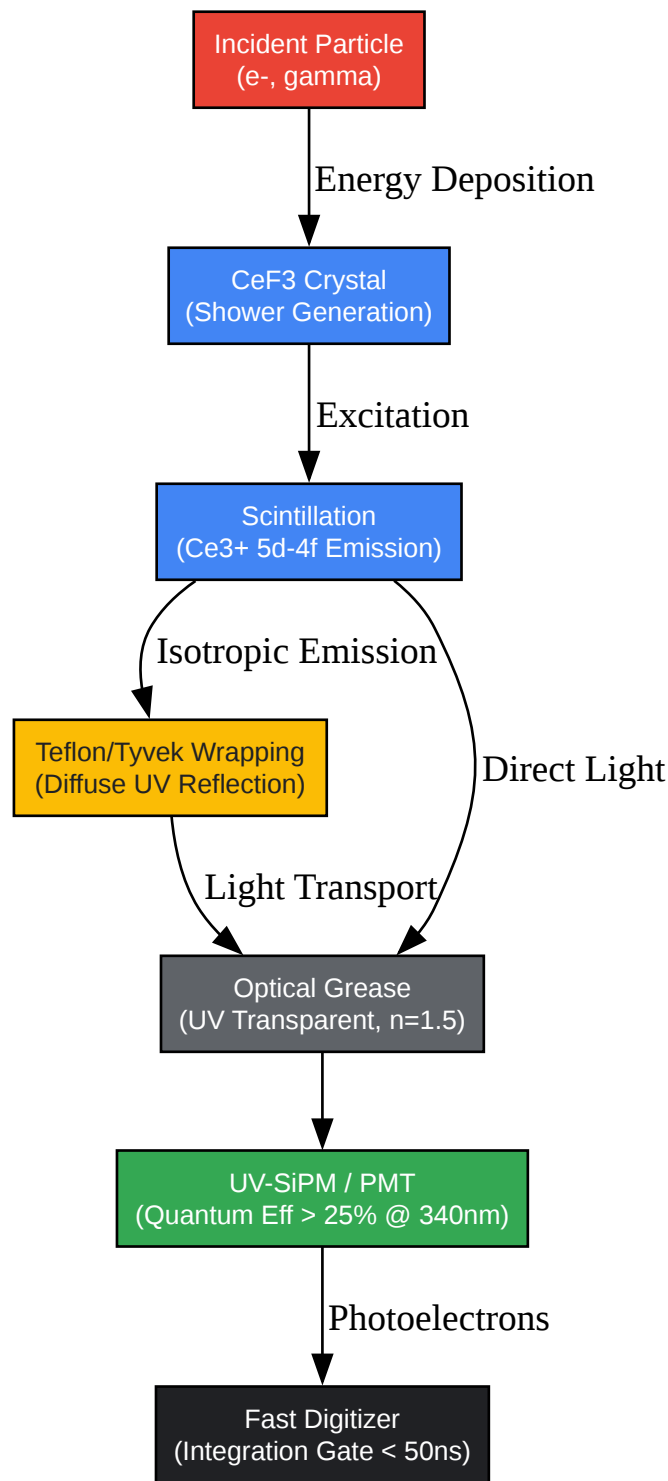 Incident Particle
(e-, gamma)
Energy Deposition
CeF3 Crystal
(Shower Generation)
Excitation
Scintillation
(Ce3+ 5d-4f Emission)
Isotropic Emission
Teflon/Tyvek Wrapping
(Diffuse UV Reflection)
Direct Light
Light Transport
Optical Grease
(UV Transparent, n=1.5)
UV-SiPM / PMT
(Quantum Eff > 25% @ 340nm)
Photoelectrons
Fast Digitizer
(Integration Gate < 50ns)